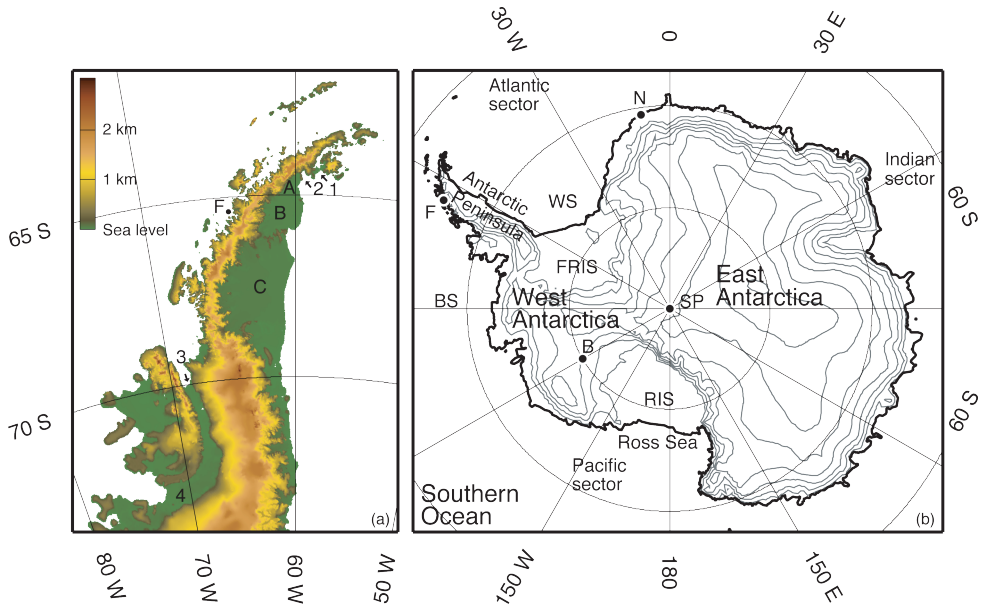 30 W
0
30 E
2 km
1 km
Sea level
65 S
70 S
F
A
2
1
B
C
3
4
(a)
80 W
70 W
60 W
50 W
Atlantic
sector
N
Indian
sector
60 S
Antarctic
Peninsula
F
WS
FRIS
BS
West
Antarctica
East
Antarctica
SP
B
RIS
Ross Sea
Pacific
sector
60 S
Southern
Ocean
(b)
150 W
180
150 E